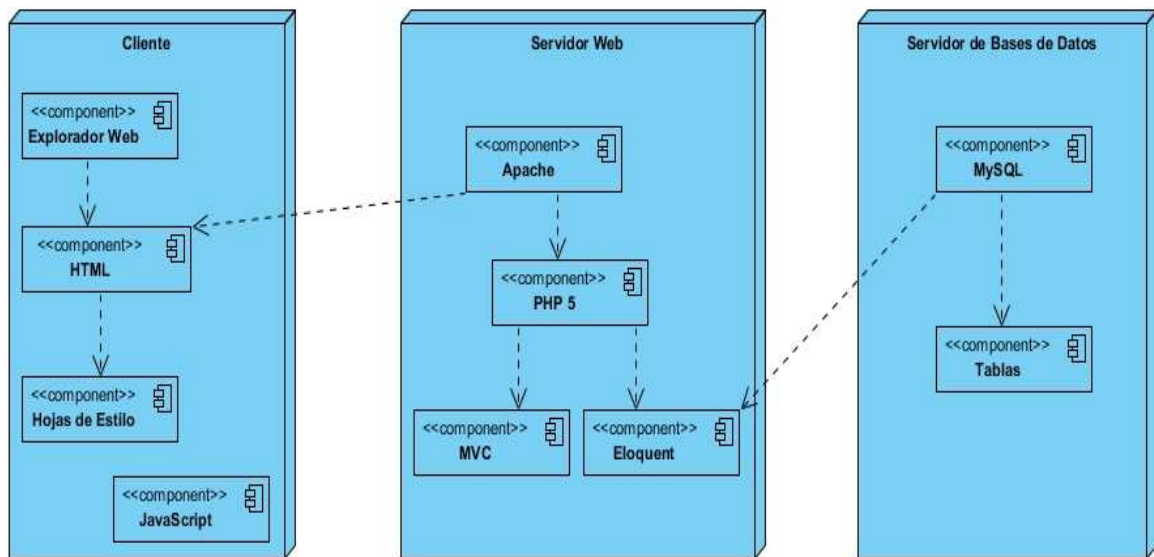 Cliente
<<component>>
Explorador Web
<<component>>
HTML
<<component>>
Hojas de Estilo
<<component>>
JavaScript
Servidor Web
<<component>>
Apache
<<component>>
PHP 5
<<component>>
MVC
<<component>>
Eloquent
Servidor de Bases de Datos
<<component>>
MySQL
<<component>>
Tablas